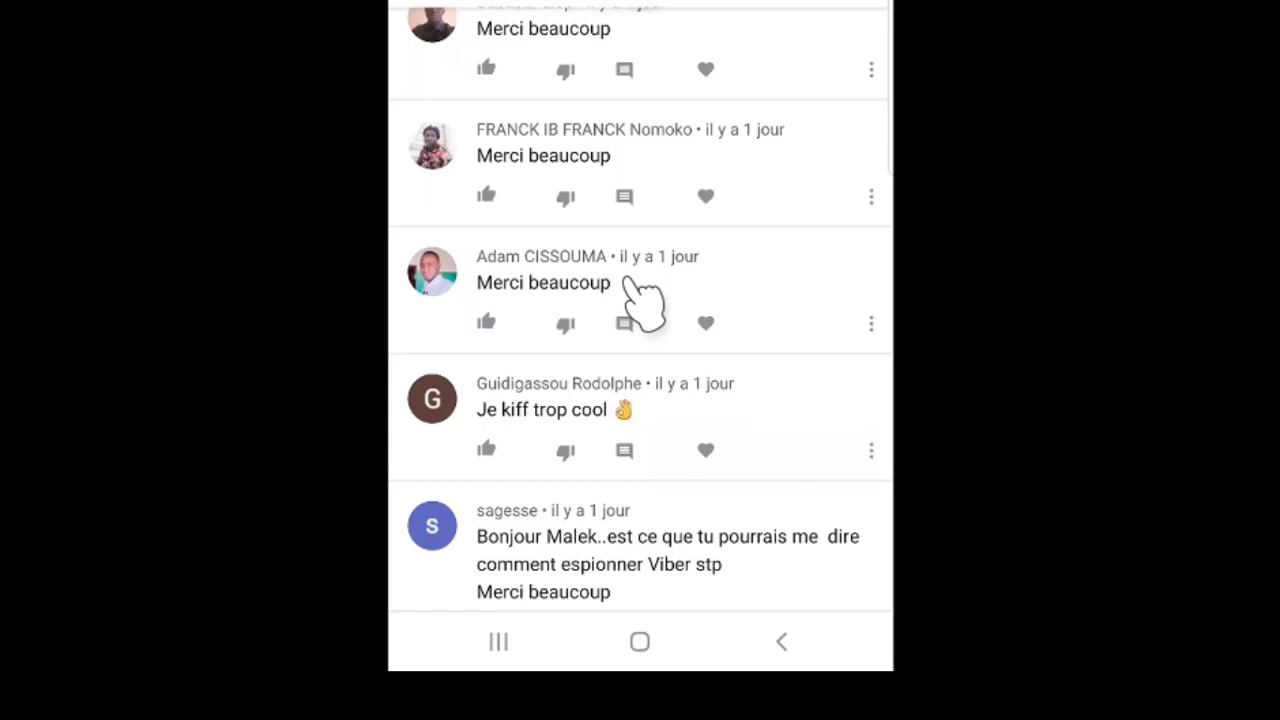 Merci beaucoup
FRANCK IB FRANCK Nomoko • il y a 1 jour
Merci beaucoup
Adam CISSOUMA • il y a 1 jour
Merci beaucoup
Guidigassou Rodolphe • il y a 1 jour
G
Je kiff trop cool 👌
sagesse • il y a 1 jour
S
Bonjour Malek..est ce que tu pourrais me dire
comment espionner Viber stp
Merci beaucoup